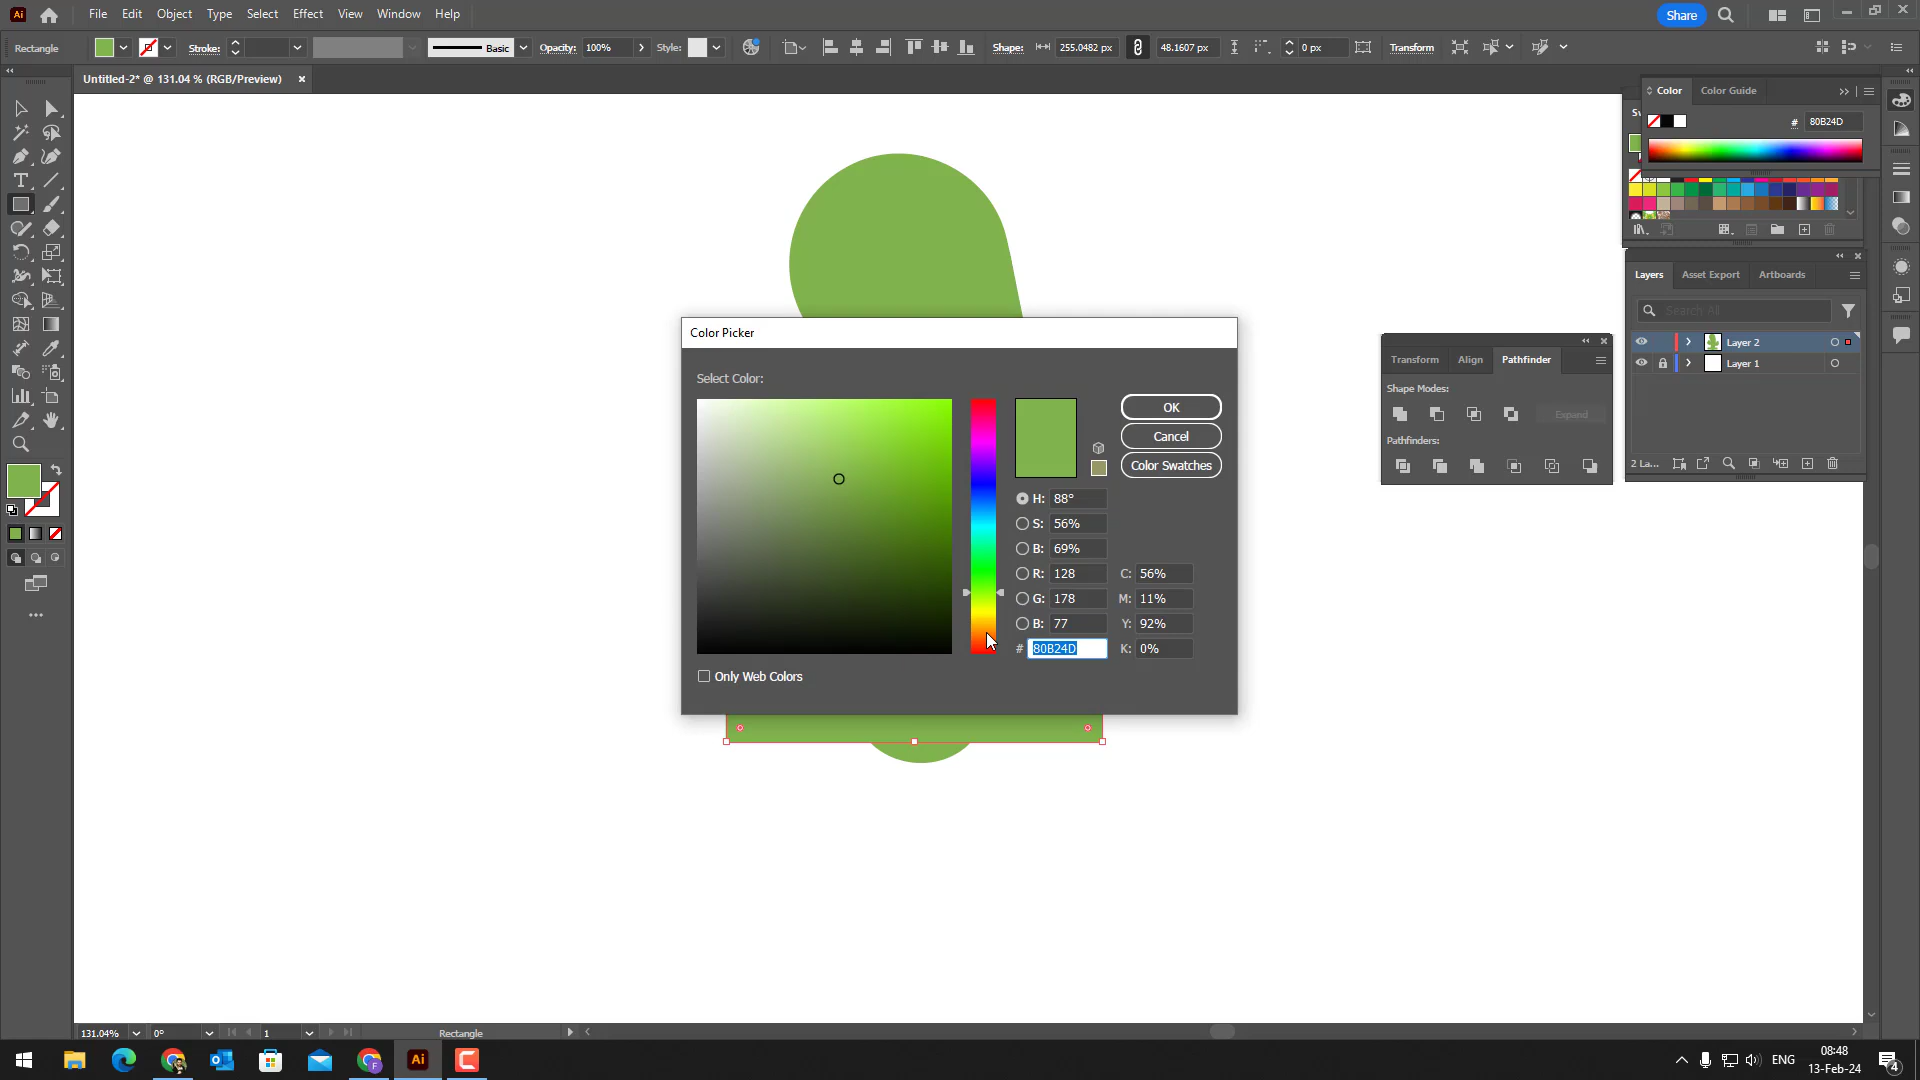 Ai File Edit Object Type Select Effect View Window Help Share
Rectangle Stroke: Basic Opacity: 100% Style: Shape: 255.0482 px 48.1607 px 0 px Transform
Untitled-2* @ 131.04 % (RGB/Preview)
Color Color Guide
# 80B24D
Layers Asset Export Artboards
Search All
Layer 2
Layer 1
2 La...
Transform Align Pathfinder
Shape Modes:
Expand
Pathfinders:
Color Picker
Select Color:
OK
Cancel
Color Swatches
H: 88°
S: 56%
B: 69%
R: 128 C: 56%
G: 178 M: 11%
B: 77 Y: 92%
# 80B24D K: 0%
Only Web Colors
131.04% 0° 1 Rectangle
Ai ENG 08:48
13-Feb-24
4